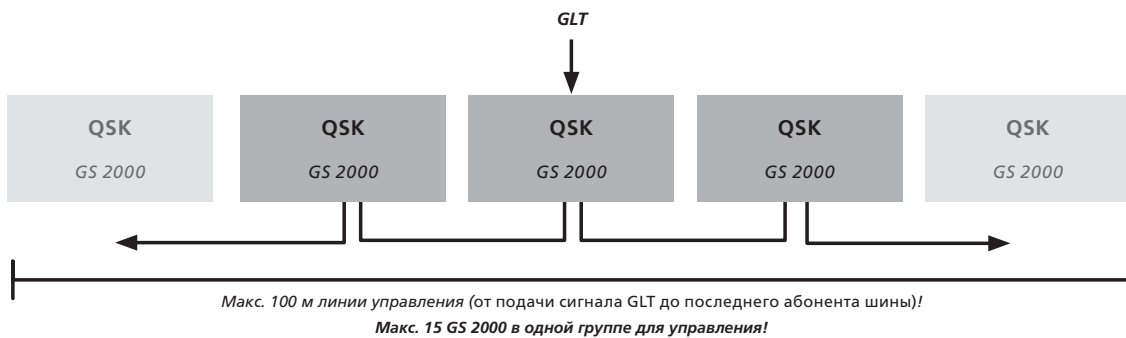 GLT
QSK QSK QSK QSK QSK
GS 2000 GS 2000 GS 2000 GS 2000 GS 2000
Макс. 100 м линии управления (от подачи сигнала GLT до последнего абонента шины)!
Макс. 15 GS 2000 в одной группе для управления!